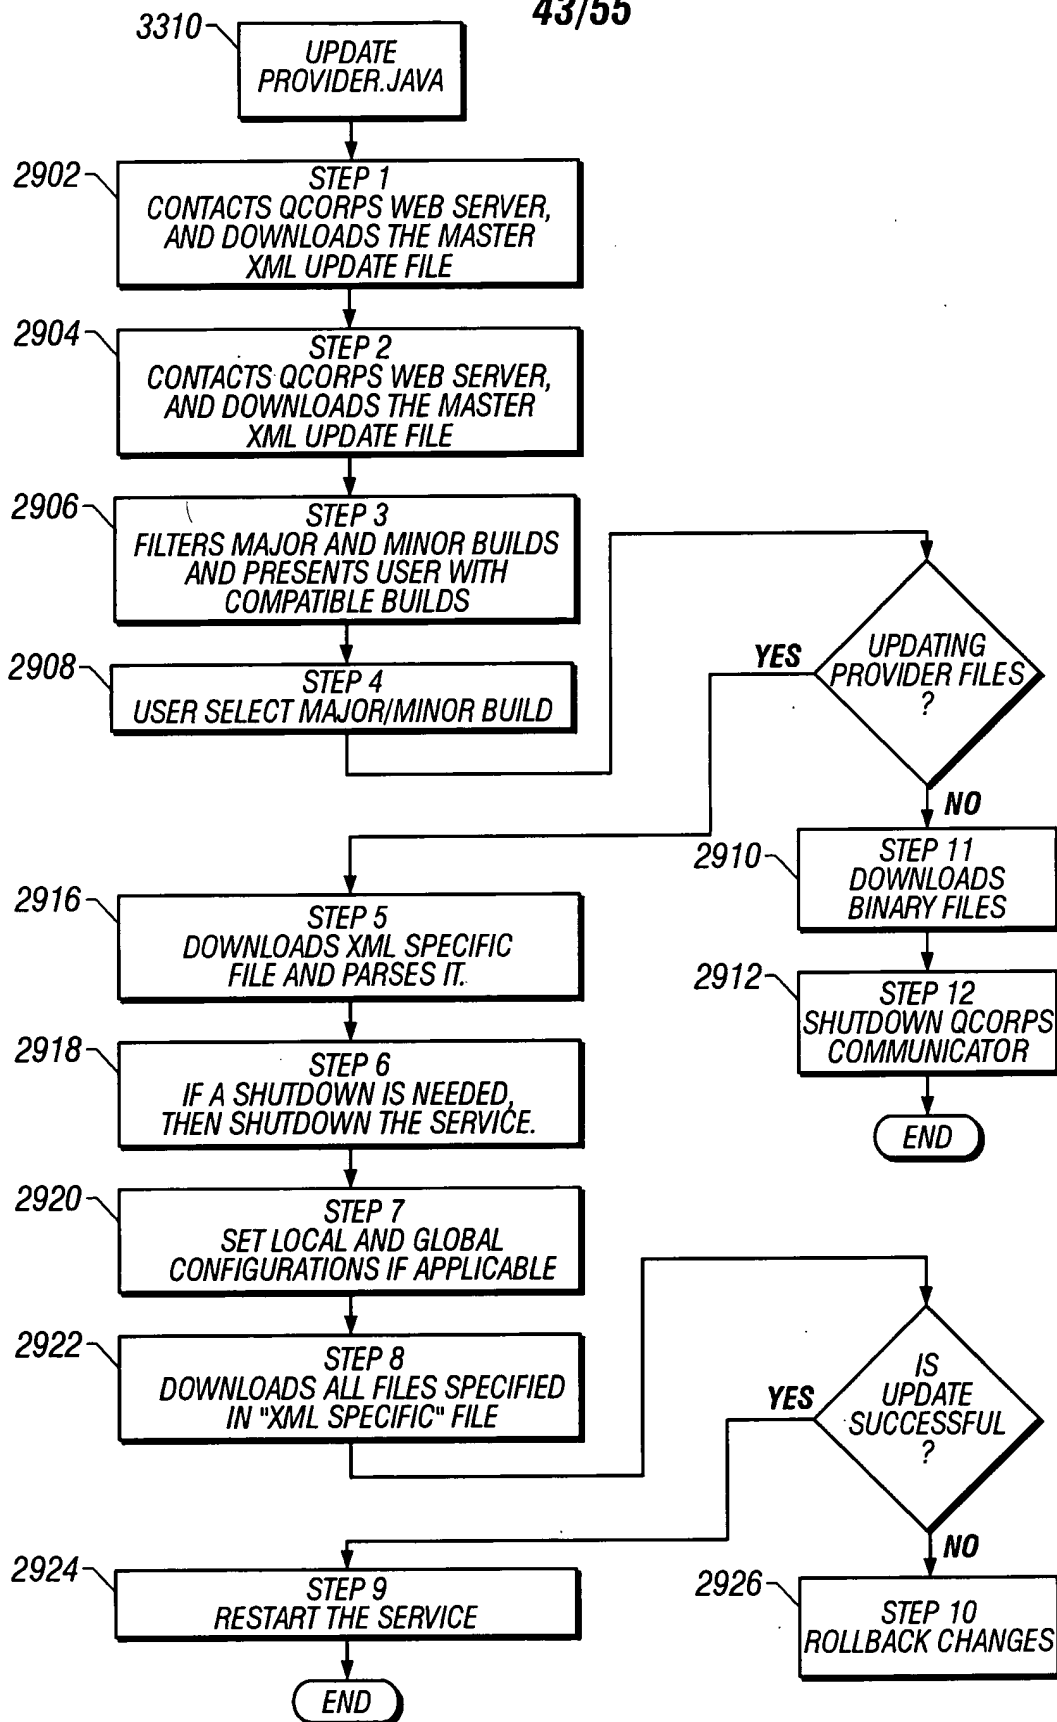 43/55
3310
UPDATE
PROVIDER.JAVA
2902
STEP 1
CONTACTS QCORPS WEB SERVER,
AND DOWNLOADS THE MASTER
XML UPDATE FILE
2904
STEP 2
CONTACTS QCORPS WEB SERVER,
AND DOWNLOADS THE MASTER
XML UPDATE FILE
2906
STEP 3
FILTERS MAJOR AND MINOR BUILDS
AND PRESENTS USER WITH
COMPATIBLE BUILDS
2908
STEP 4
USER SELECT MAJOR/MINOR BUILD
UPDATING
PROVIDER FILES
?
YES
NO
2910
STEP 11
DOWNLOADS
BINARY FILES
2912
STEP 12
SHUTDOWN QCORPS
COMMUNICATOR
END
2916
STEP 5
DOWNLOADS XML SPECIFIC
FILE AND PARSES IT.
2918
STEP 6
IF A SHUTDOWN IS NEEDED,
THEN SHUTDOWN THE SERVICE.
2920
STEP 7
SET LOCAL AND GLOBAL
CONFIGURATIONS IF APPLICABLE
2922
STEP 8
DOWNLOADS ALL FILES SPECIFIED
IN "XML SPECIFIC" FILE
IS
UPDATE
SUCCESSFUL
?
YES
NO
2924
STEP 9
RESTART THE SERVICE
END
2926
STEP 10
ROLLBACK CHANGES